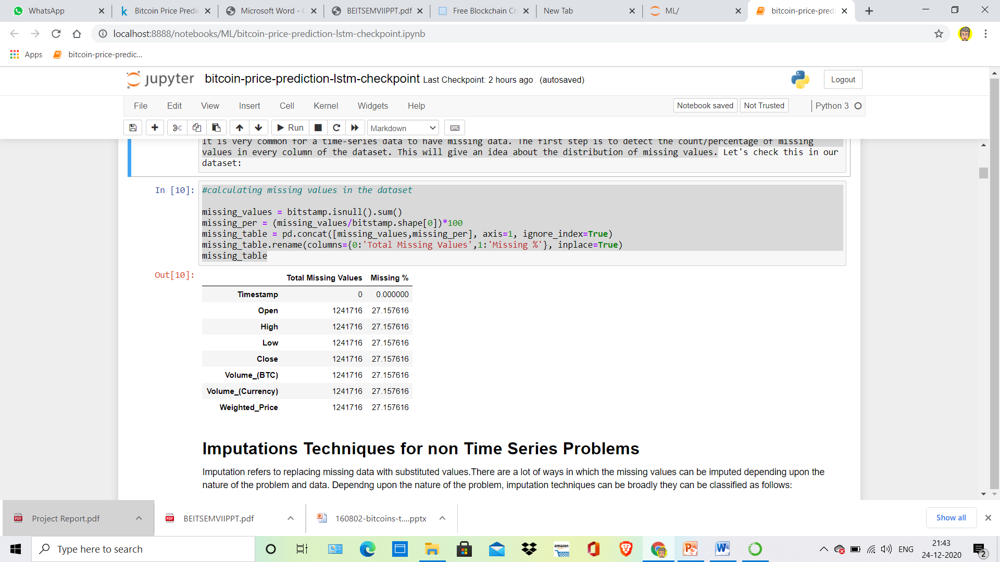 WhatsApp
Bitcoin Price Predic
Microsoft Word -
BEITSEMVIIPPT.pdf
Free Blockchain Cr
New Tab
ML/
bitcoin-price-predi
localhost:8888/notebooks/ML/bitcoin-price-prediction-lstm-checkpoint.ipynb
Apps bitcoin-price-predic...
jupyter bitcoin-price-prediction-lstm-checkpoint Last Checkpoint: 2 hours ago (autosaved)
Logout
File Edit View Insert Cell Kernel Widgets Help
Notebook saved Not Trusted Python 3
Run Markdown
It is very common for a time-series data to have missing data. The first step is to detect the count/percentage of missing
values in every column of the dataset. This will give an idea about the distribution of missing values. Let's check this in our
dataset:
In [10]: #calculating missing values in the dataset
missing_values = bitstamp.isnull().sum()
missing_per = (missing_values/bitstamp.shape[0])*100
missing_table = pd.concat([missing_values,missing_per], axis=1, ignore_index=True)
missing_table.rename(columns={0:'Total Missing Values',1:'Missing %'}, inplace=True)
missing_table
Out[10]:
Total Missing Values Missing %
Timestamp 0 0.000000
Open 1241716 27.157616
High 1241716 27.157616
Low 1241716 27.157616
Close 1241716 27.157616
Volume_(BTC) 1241716 27.157616
Volume_(Currency) 1241716 27.157616
Weighted_Price 1241716 27.157616
Imputations Techniques for non Time Series Problems
Imputation refers to replacing missing data with substituted values.There are a lot of ways in which the missing values can be imputed depending upon the
nature of the problem and data. Dependng upon the nature of the problem, imputation techniques can be broadly they can be classified as follows:
Project Report.pdf
BEITSEMVIIPPT.pdf
160802-bitcoins-t....pptx
Show all
Type here to search
amazon
ENG
21:43
24-12-2020
2